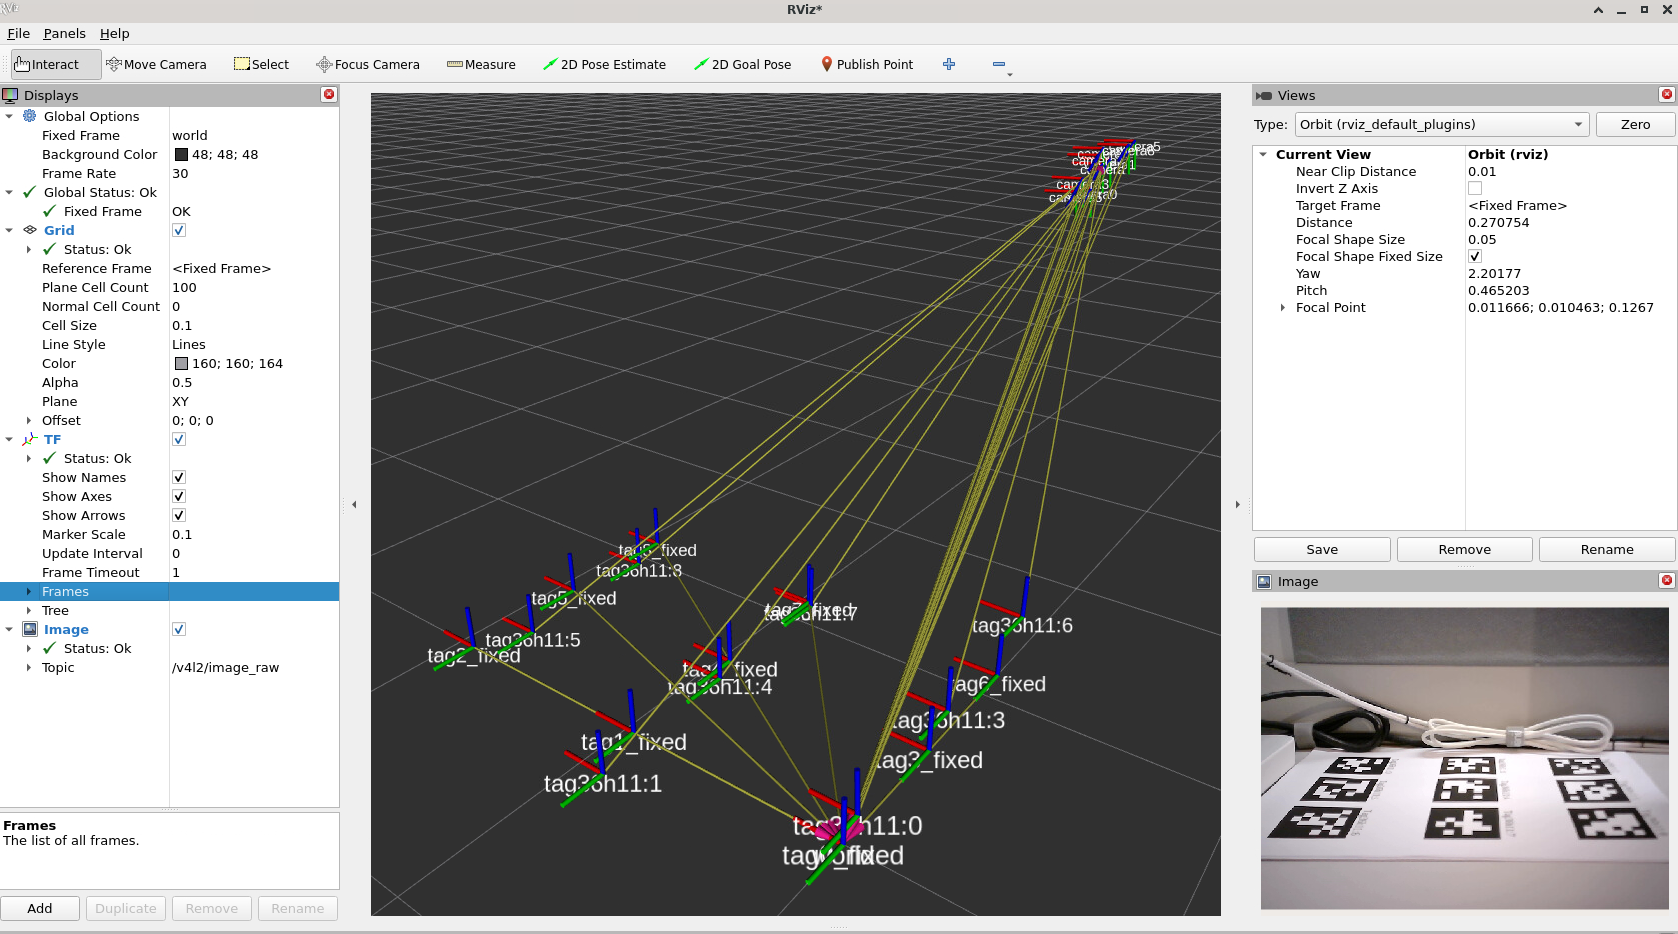 RViz*
File Panels Help
Interact Move Camera Select Focus Camera Measure 2D Pose Estimate 2D Goal Pose Publish Point
Displays
Global Options
Fixed Frame world
Background Color 48; 48; 48
Frame Rate 30
Global Status: Ok
Fixed Frame OK
Grid
Status: Ok
Reference Frame <Fixed Frame>
Plane Cell Count 100
Normal Cell Count 0
Cell Size 0.1
Line Style Lines
Color 160; 160; 164
Alpha 0.5
Plane XY
Offset 0; 0; 0
TF
Status: Ok
Show Names
Show Axes
Show Arrows
Marker Scale 0.1
Update Interval 0
Frame Timeout 1
Frames
Tree
Image
Status: Ok
Topic /v4l2/image_raw
Frames
The list of all frames.
Add Duplicate Remove Rename
tag36h11:8
tag5_fixed
tag36h11:5
tag2_fixed
tag36h11:7
tag36h11:6
tag36h11:4
tag6_fixed
tag36h11:3
tag1_fixed
tag3_fixed
tag36h11:1
tag36h11:0
Views
Type: Orbit (rviz_default_plugins) Zero
Current View Orbit (rviz)
Near Clip Distance 0.01
Invert Z Axis
Target Frame <Fixed Frame>
Distance 0.270754
Focal Shape Size 0.05
Focal Shape Fixed Size
Yaw 2.20177
Pitch 0.465203
Focal Point 0.011666; 0.010463; 0.1267
Save Remove Rename
Image